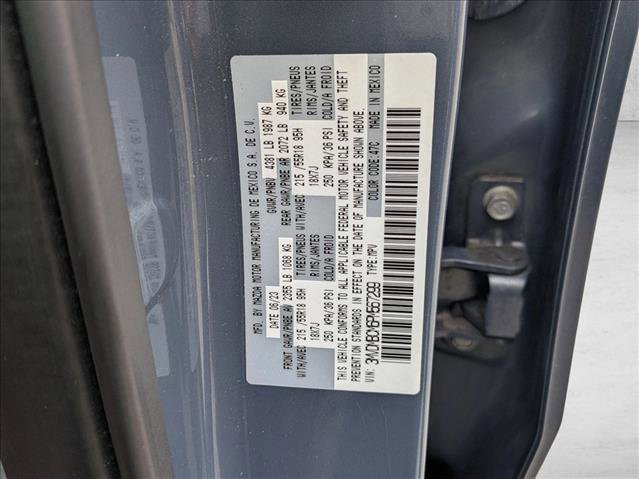 MFD. BY MAZDA MOTOR MANUFACTURING DE MEXICO S.A. DE C.V.
DATE 06/23 GVWR/PNBV 4381 LB 1987 KG
FRONT GAWR/PNBE AV 2355 LB 1068 KG REAR GAWR/PNBE AR 2072 LB 940 KG
WITH/AVEC 215/55R18 95H TIRES/PNEUS WITH/AVEC 215/55R18 95H TIRES/PNEUS
18X7J RIMS/JANTES 18X7J RIMS/JANTES
250 KPA/36 PSI COLD/A FROID 250 KPA/36 PSI COLD/A FROID
THIS VEHICLE CONFORMS TO ALL APPLICABLE FEDERAL MOTOR VEHICLE SAFETY AND THEFT
PREVENTION STANDARDS IN EFFECT ON THE DATE OF MANUFACTURE SHOWN ABOVE.
VIN: TYPE: MPV COLOR CODE: 47C MADE IN MEXICO